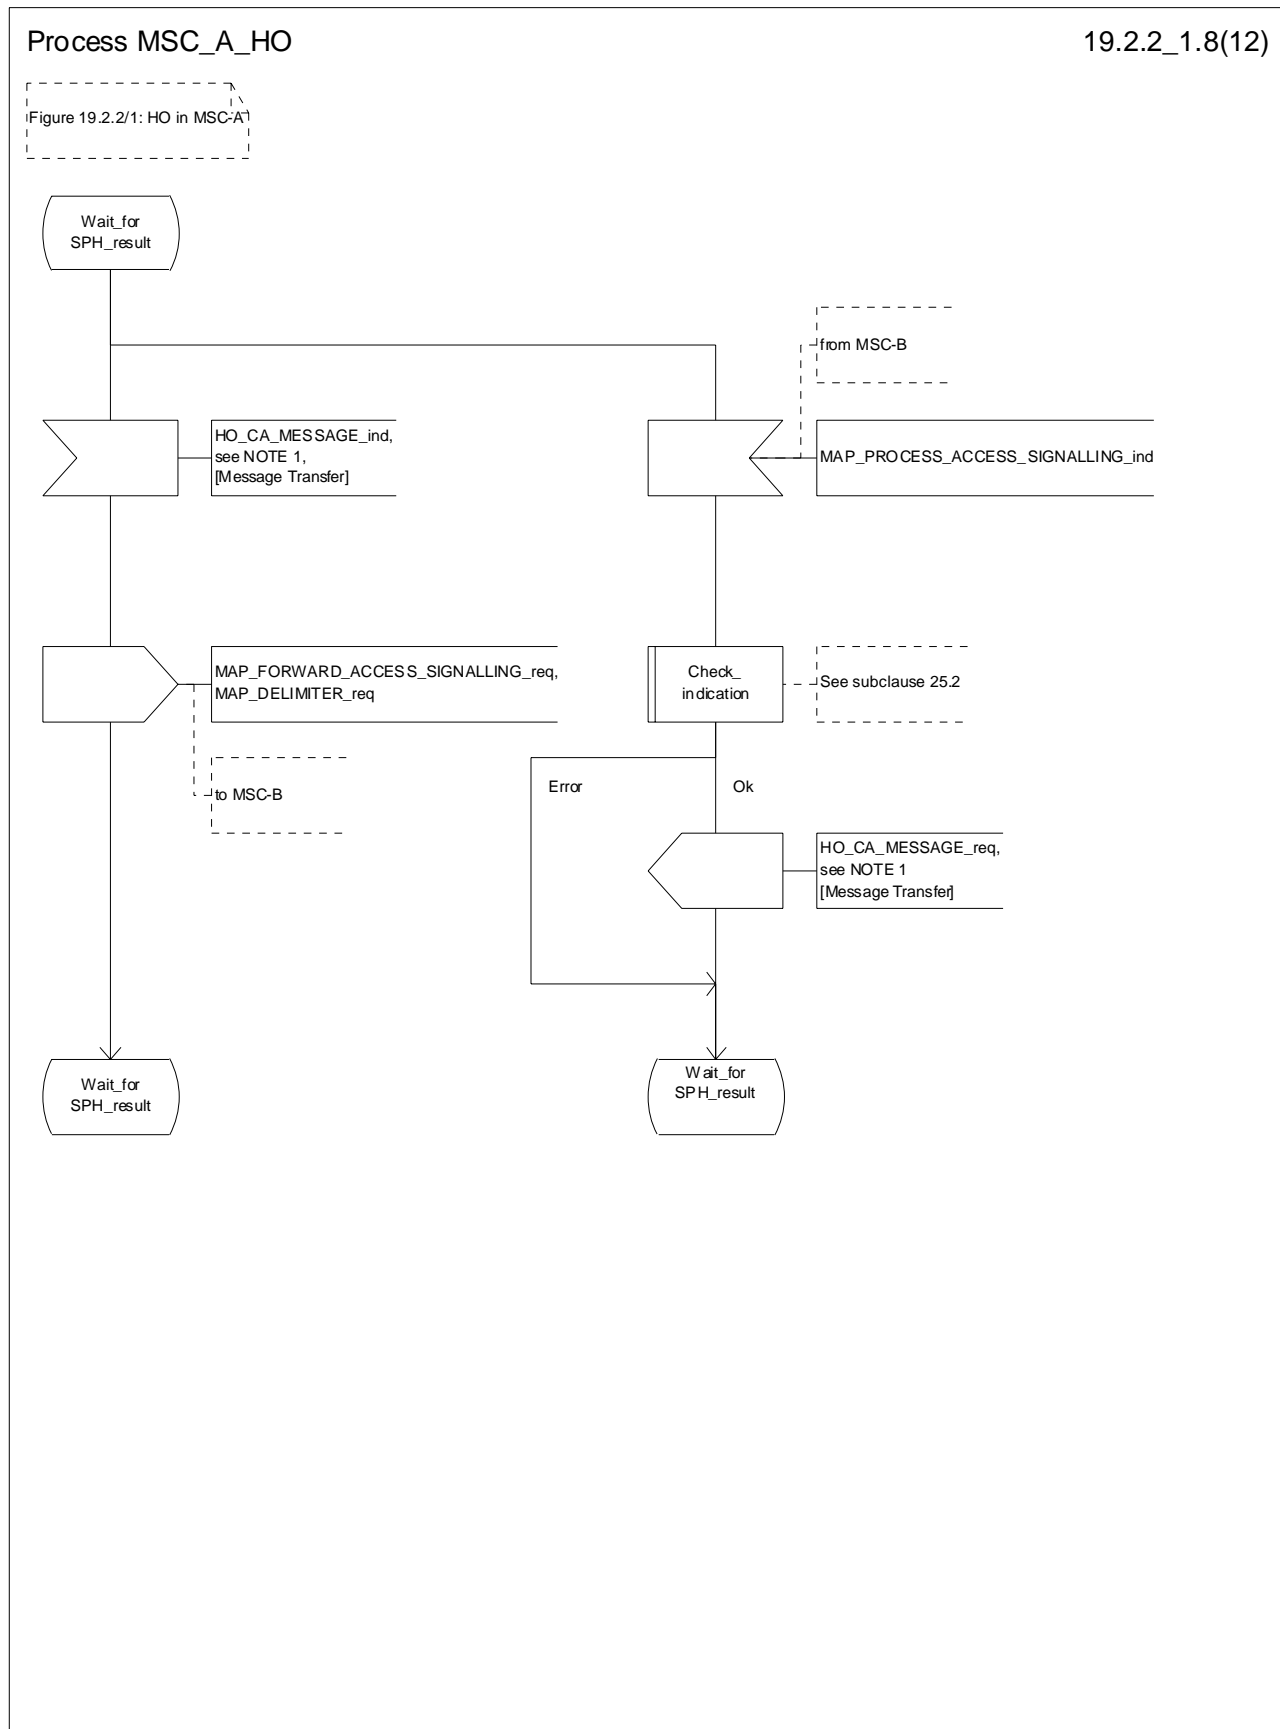 Process MSC_A_HO
19.2.2_1.8(12)
Figure 19.2.2/1: HO in MSC-A
Wait_for
SPH_result
from MSC-B
HO_CA_MESSAGE_ind,
see NOTE 1,
[Message Transfer]
MAP_PROCESS_ACCESS_SIGNALLING_ind
MAP_FORWARD_ACCESS_SIGNALLING_req,
MAP_DELIMITER_req
Check_
indication
See subclause 25.2
to MSC-B
Error
Ok
HO_CA_MESSAGE_req,
see NOTE 1
[Message Transfer]
Wait_for
SPH_result
Wait_for
SPH_result